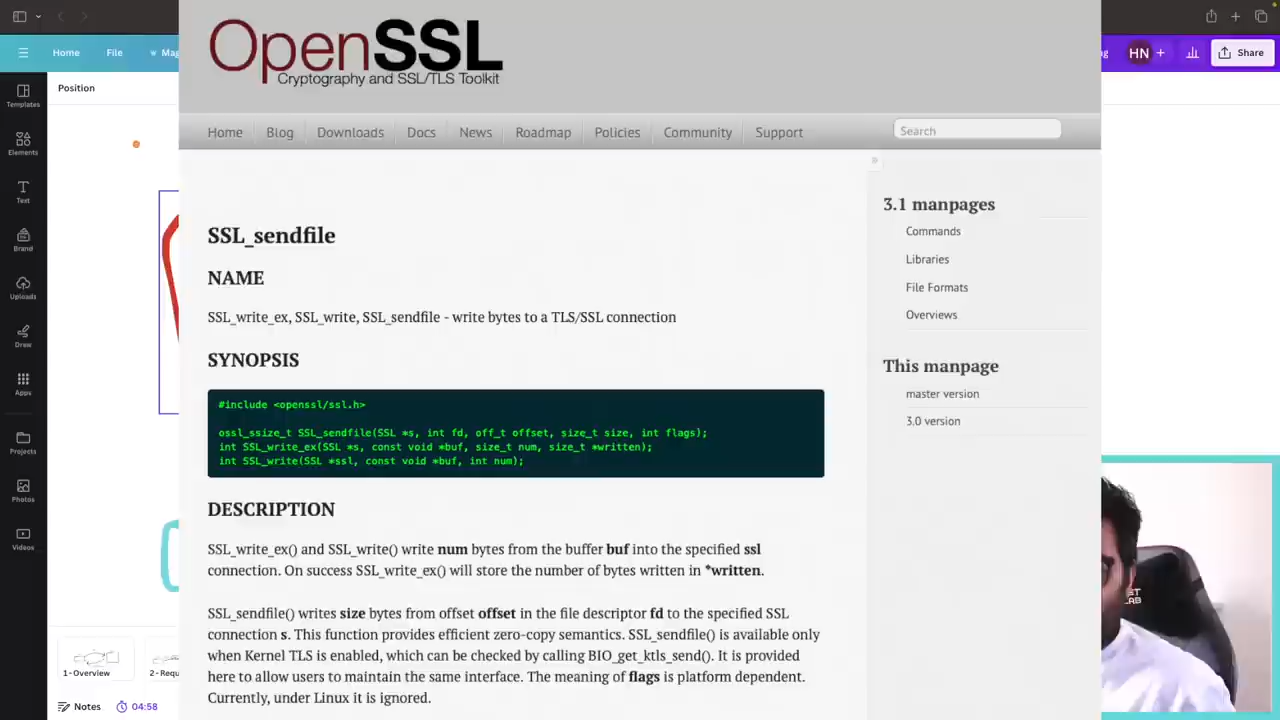 Home
File
Mag
HN
+
Share
Position
Templates
Elements
Text
Brand
Uploads
Draw
Apps
Projects
Photos
Videos
1 - Overview
2 - Requ
Notes
04:58
OpenSSL
Cryptography and SSL/TLS Toolkit
Home
Blog
Downloads
Docs
News
Roadmap
Policies
Community
Support
Search
SSL_sendfile
NAME
SSL_write_ex, SSL_write, SSL_sendfile - write bytes to a TLS/SSL connection
SYNOPSIS
#include <openssl/ssl.h>
ossl_ssize_t SSL_sendfile(SSL *s, int fd, off_t offset, size_t size, int flags);
int SSL_write_ex(SSL *s, const void *buf, size_t num, size_t *written);
int SSL_write(SSL *ssl, const void *buf, int num);
DESCRIPTION
SSL_write_ex() and SSL_write() write num bytes from the buffer buf into the specified ssl
connection. On success SSL_write_ex() will store the number of bytes written in *written.
SSL_sendfile() writes size bytes from offset offset in the file descriptor fd to the specified SSL
connection s. This function provides efficient zero-copy semantics. SSL_sendfile() is available only
when Kernel TLS is enabled, which can be checked by calling BIO_get_ktls_send(). It is provided
here to allow users to maintain the same interface. The meaning of flags is platform dependent.
Currently, under Linux it is ignored.
3.1 manpages
Commands
Libraries
File Formats
Overviews
This manpage
master version
3.0 version